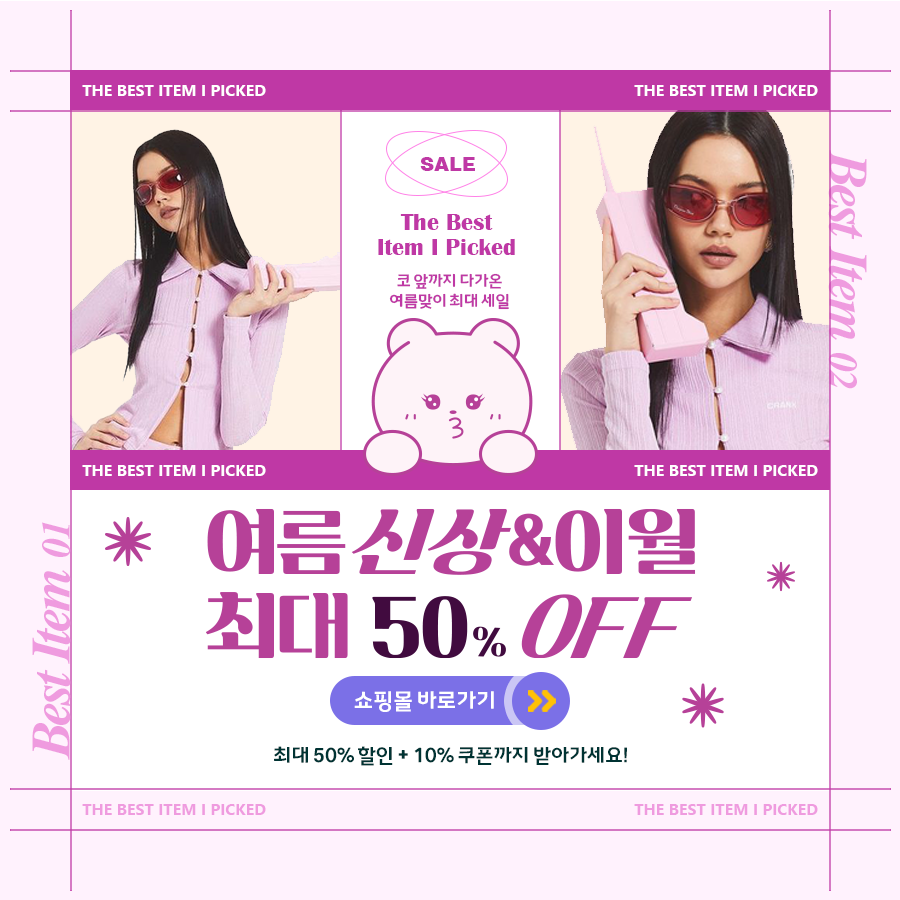 THE BEST ITEM I PICKED
THE BEST ITEM I PICKED
SALE
The Best
Item I Picked
코 앞까지 다가온
여름맞이 최대 세일
Best Item 02
THE BEST ITEM I PICKED
THE BEST ITEM I PICKED
여름 신상&이월
최대 50% OFF
쇼핑몰 바로가기
최대 50% 할인 + 10% 쿠폰까지 받아가세요!
Best Item 01
THE BEST ITEM I PICKED
THE BEST ITEM I PICKED